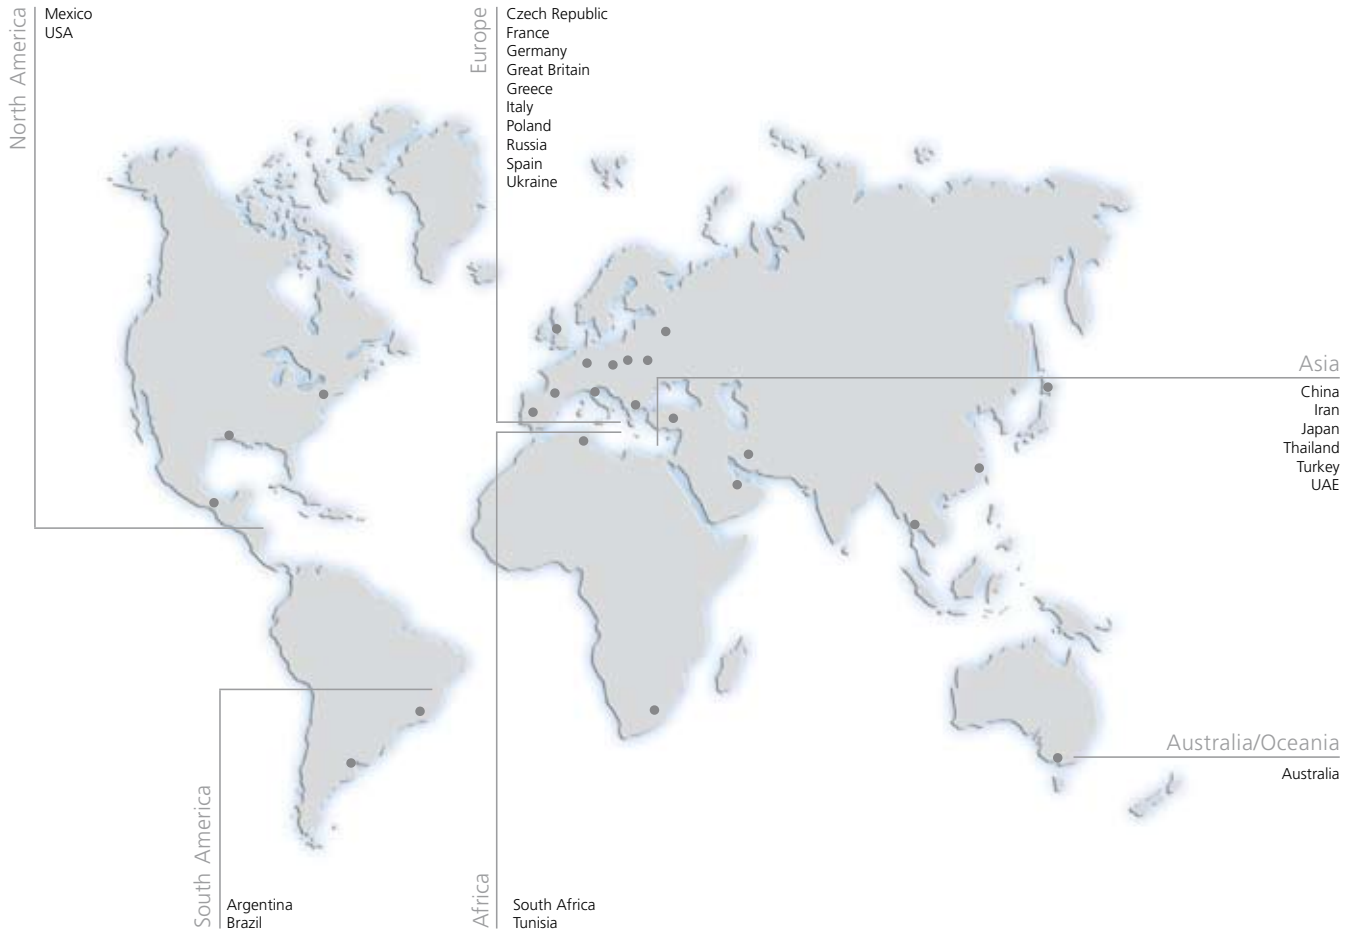 North America
Mexico
USA
Europe
Czech Republic
France
Germany
Great Britain
Greece
Italy
Poland
Russia
Spain
Ukraine
Asia
China
Iran
Japan
Thailand
Turkey
UAE
Australia/Oceania
Australia
South America
Argentina
Brazil
Africa
South Africa
Tunisia